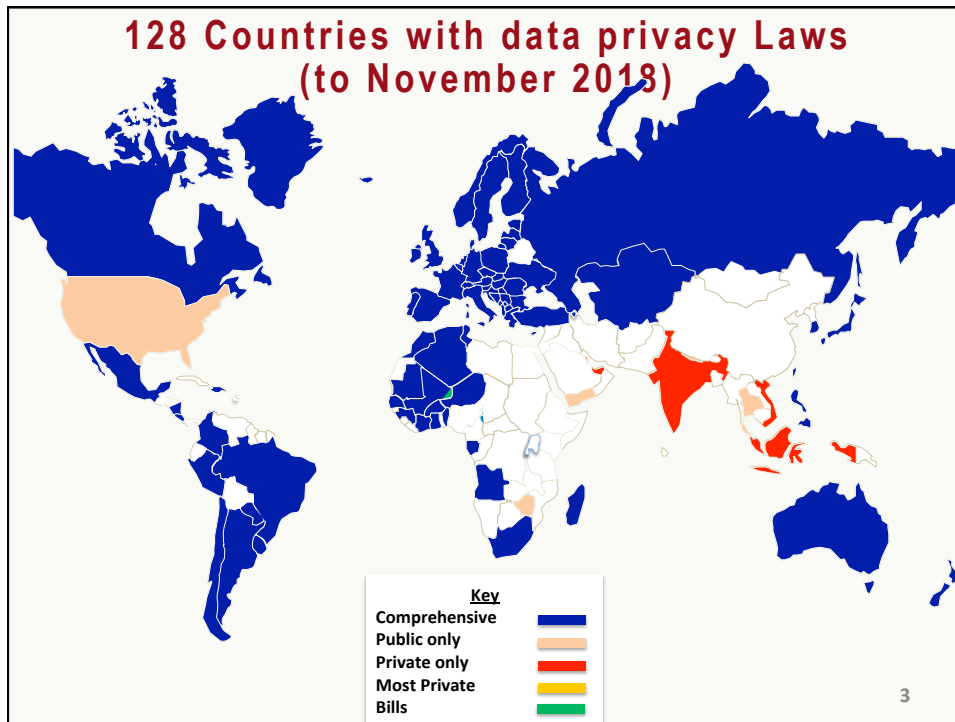 128 Countries with data privacy Laws
(to November 2018)
Key
Comprehensive
Public only
Private only
Most Private
Bills
3